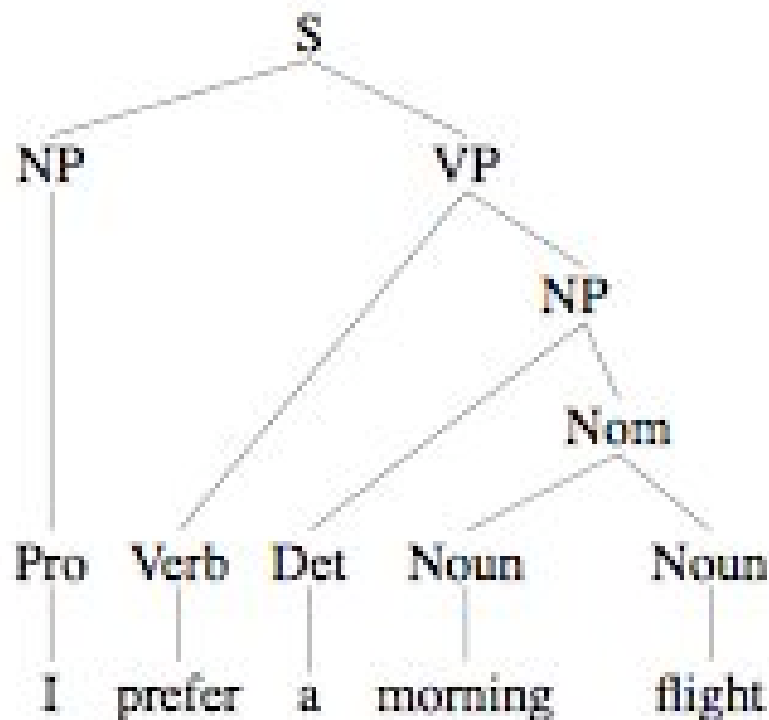 S
NP VP
NP
Nom
Pro Verb Det Noun Noun
I prefer a morning flight